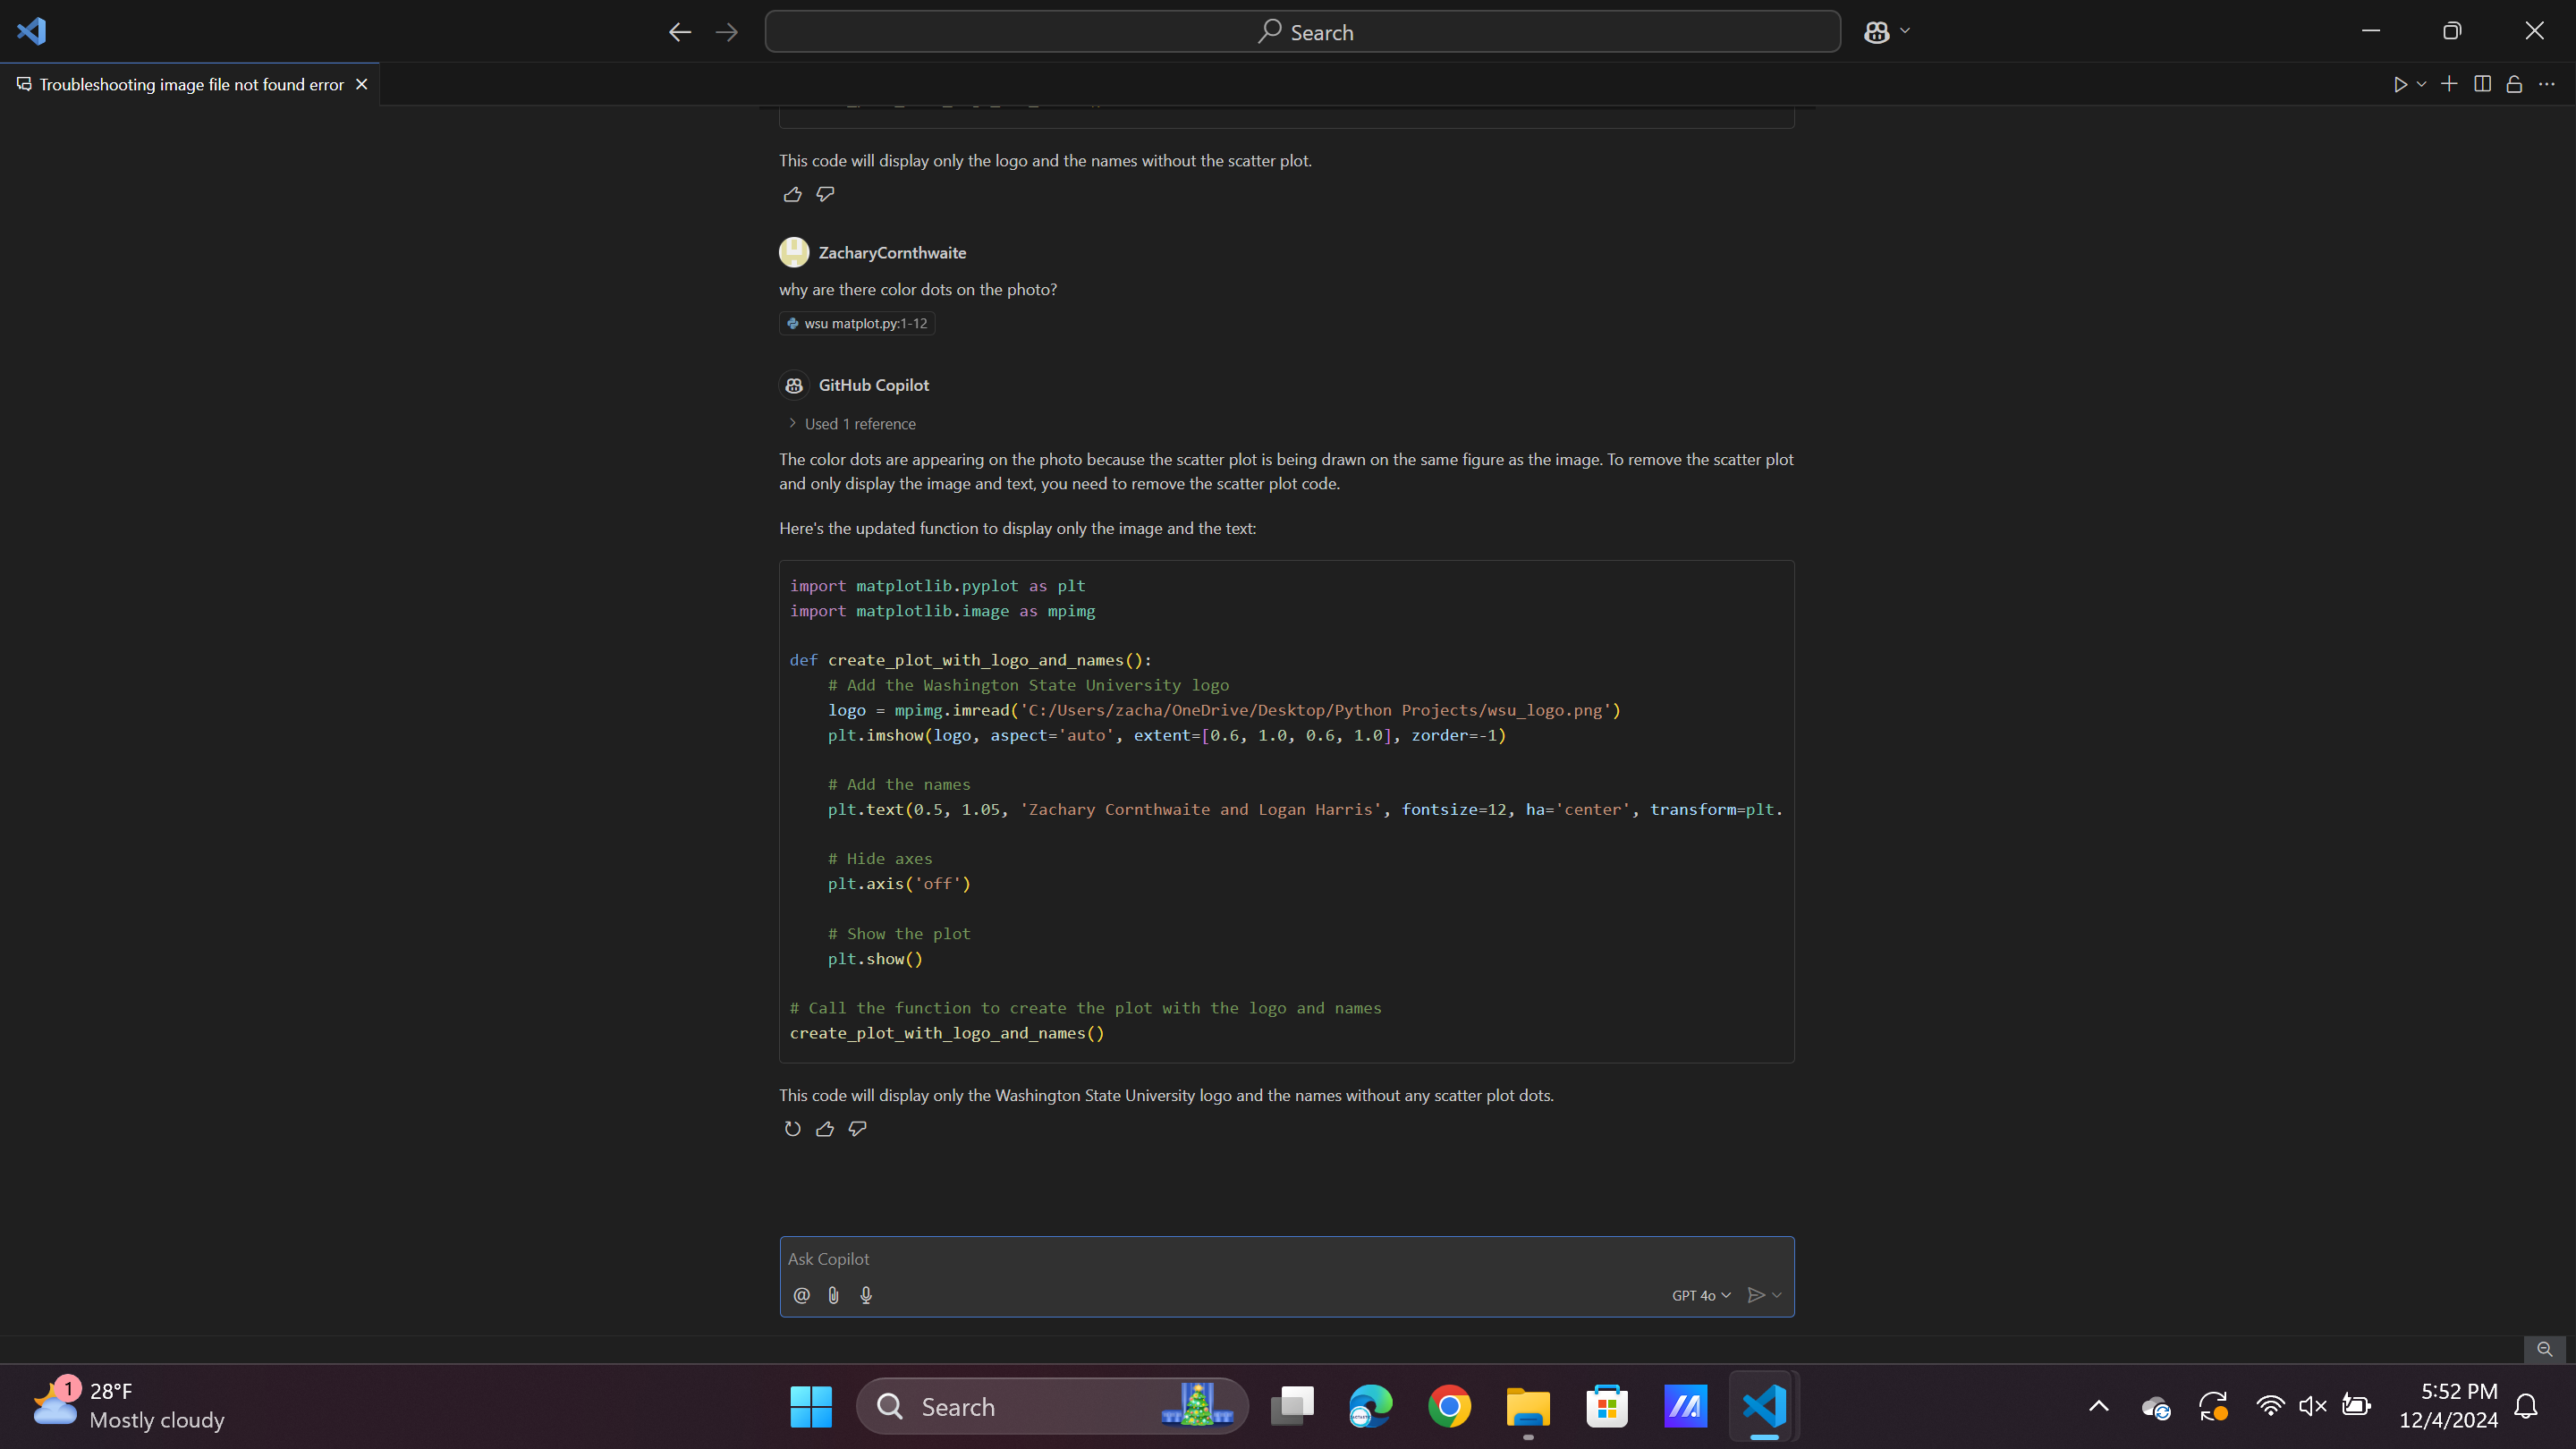 Search
Troubleshooting image file not found error
This code will display only the logo and the names without the scatter plot.
ZacharyCornthwaite
why are there color dots on the photo?
wsu matplot.py:1-12
GitHub Copilot
Used 1 reference
The color dots are appearing on the photo because the scatter plot is being drawn on the same figure as the image. To remove the scatter plot
and only display the image and text, you need to remove the scatter plot code.
Here's the updated function to display only the image and the text:
import matplotlib.pyplot as plt
import matplotlib.image as mpimg
def create_plot_with_logo_and_names():
# Add the Washington State University logo
logo = mpimg.imread('C:/Users/zacha/OneDrive/Desktop/Python Projects/wsu_logo.png')
plt.imshow(logo, aspect='auto', extent=[0.6, 1.0, 0.6, 1.0], zorder=-1)
# Add the names
plt.text(0.5, 1.05, 'Zachary Cornthwaite and Logan Harris', fontsize=12, ha='center', transform=plt.
# Hide axes
plt.axis('off')
# Show the plot
plt.show()
# Call the function to create the plot with the logo and names
create_plot_with_logo_and_names()
This code will display only the Washington State University logo and the names without any scatter plot dots.
Ask Copilot
@
GPT 4o
1
28°F
Mostly cloudy
Search
5:52 PM
12/4/2024